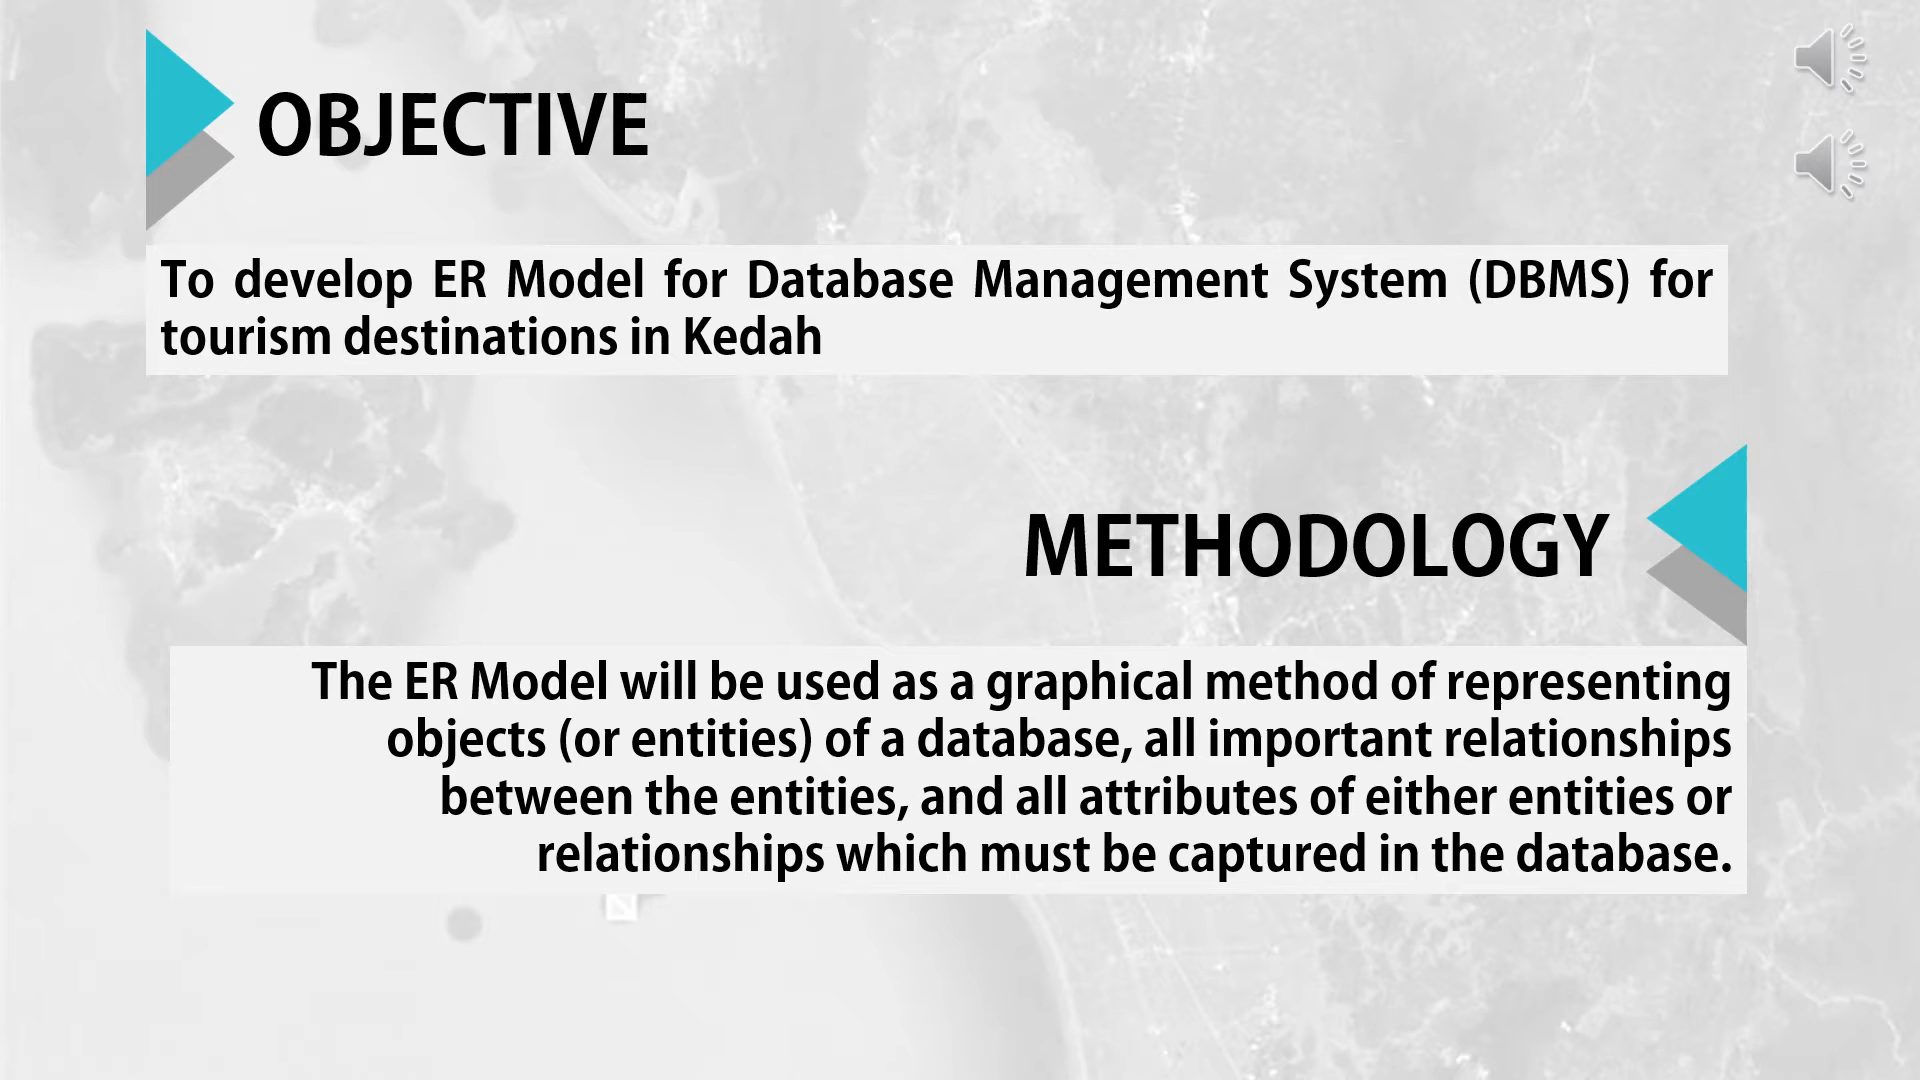 OBJECTIVE
To develop ER Model for Database Management System (DBMS) for
tourism destinations in Kedah
METHODOLOGY
The ER Model will be used as a graphical method of representing
objects (or entities) of a database, all important relationships
between the entities, and all attributes of either entities or
relationships which must be captured in the database.